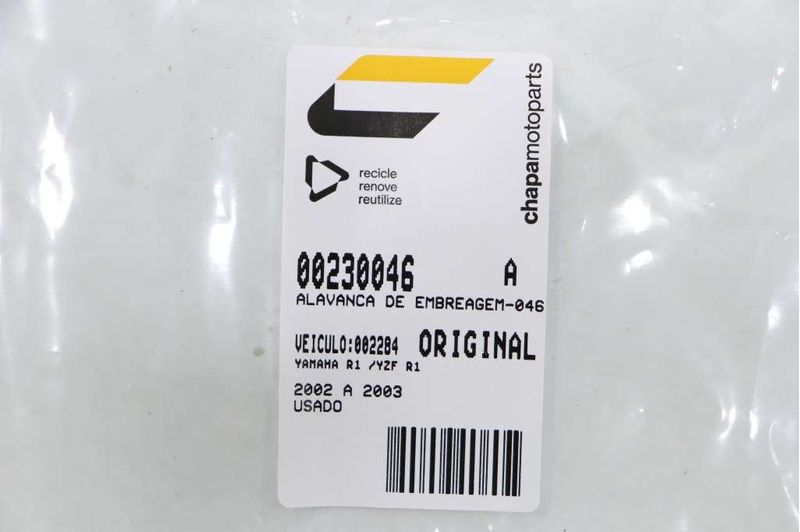 chapamotoparts
recicle
renove
reutilize
00230046 A
ALAVANCA DE EMBREAGEM-046
VEICULO:002284 ORIGINAL
YAMAHA R1 /YZF R1
2002 A 2003
USADO